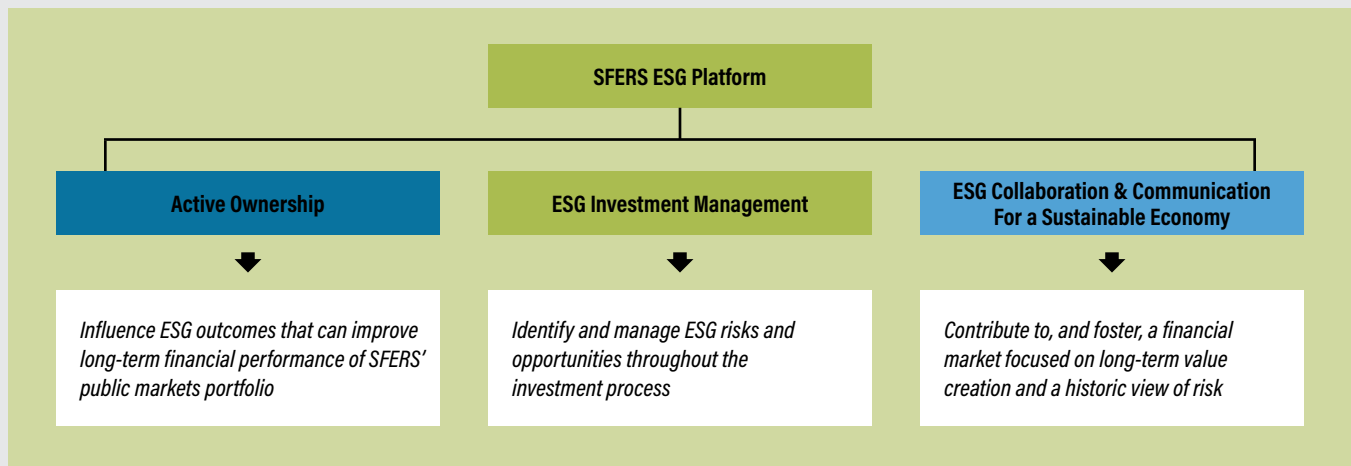 SFERS ESG Platform
Active Ownership
ESG Investment Management
ESG Collaboration & Communication
For a Sustainable Economy
Influence ESG outcomes that can improve
long-term financial performance of SFERS’
public markets portfolio
Identify and manage ESG risks and
opportunities throughout the
investment process
Contribute to, and foster, a financial
market focused on long-term value
creation and a historic view of risk